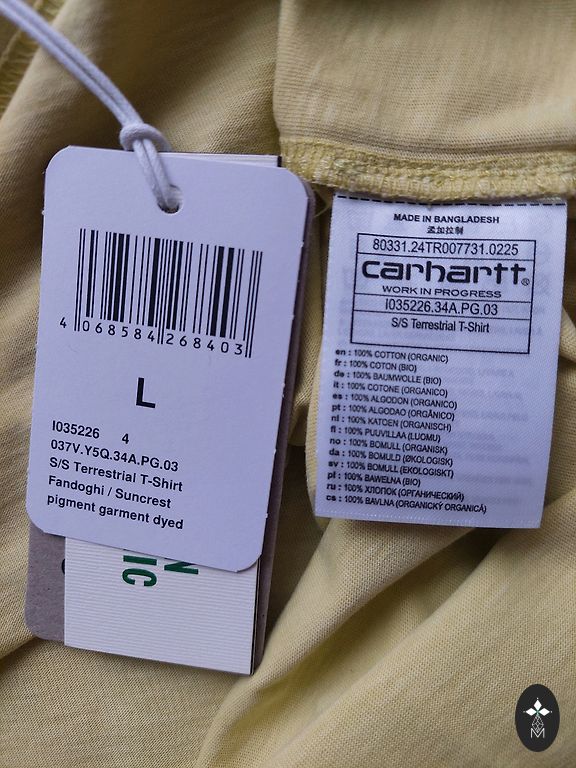 4 068584 268403
L
I035226 4
037V.Y5Q.34A.PG.03
S/S Terrestrial T-Shirt
Fandoghi / Suncrest
pigment garment dyed
MADE IN BANGLADESH
孟加拉制
80331.24TR007731.0225
carhartt®
WORK IN PROGRESS
I035226.34A.PG.03
S/S Terrestrial T-Shirt
en : 100% COTTON (ORGANIC)
fr : 100% COTON (BIO)
de : 100% BAUMWOLLE (BIO)
it : 100% COTONE (ORGANICO)
es : 100% ALGODON (ORGANICO)
pt : 100% ALGODAO (ORGÂNICO)
nl : 100% KATOEN (ORGANISCH)
fi : 100% PUUVILLAA (LUOMU)
no : 100% BOMULL (ORGANISK)
da : 100% BOMULD (ØKOLOGISK)
sv : 100% BOMULL (EKOLOGISKT)
pl : 100% BAWEŁNA (BIO)
ru : 100% ХЛОПОК (ОРГАНИЧЕСКИЙ)
cs : 100% BAVLNA (ORGANICKÝ ORGANICÁ)
M